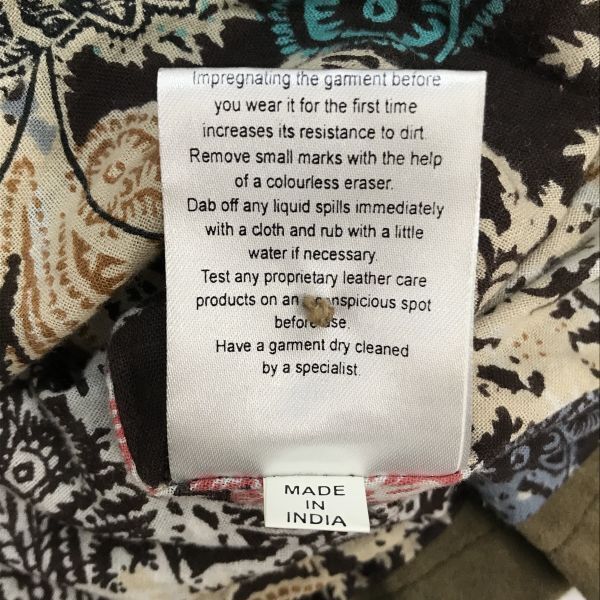 Impregnating the garment before
you wear it for the first time
increases its resistance to dirt.
Remove small marks with the help
of a colourless eraser.
Dab off any liquid spills immediately
with a cloth and rub with a little
water if necessary.
Test any proprietary leather care
products on an spot
before use.
Have a garment dry cleaned
by a specialist.
MADE
IN
INDIA